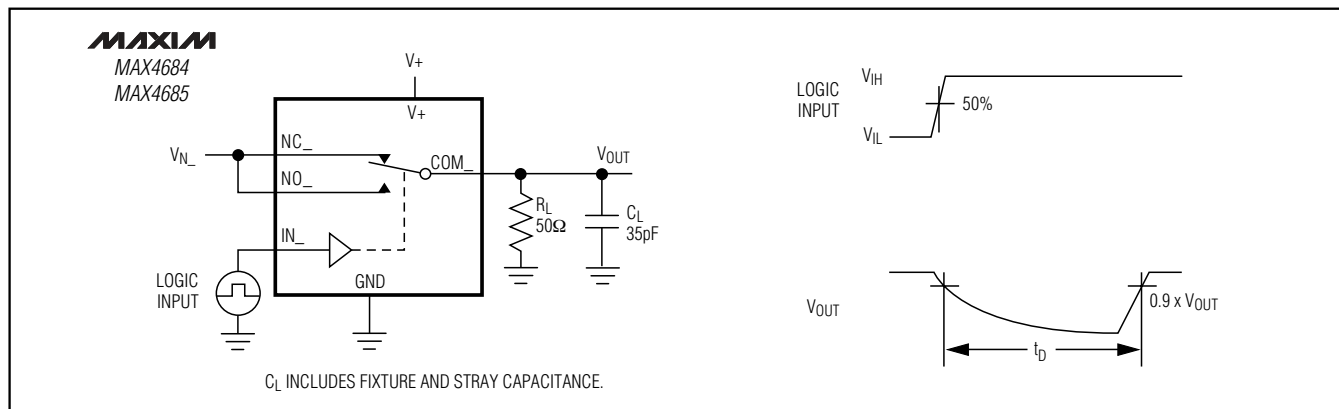 MAXIM
MAX4684
MAX4685
V+
V+
V_N_
NC_
NO_
COM_
V_OUT
R_L
50Ω
C_L
35pF
IN_
LOGIC
INPUT
GND
C_L INCLUDES FIXTURE AND STRAY CAPACITANCE.
LOGIC
INPUT
V_IH
50%
V_IL
V_OUT
0.9 x V_OUT
t_D